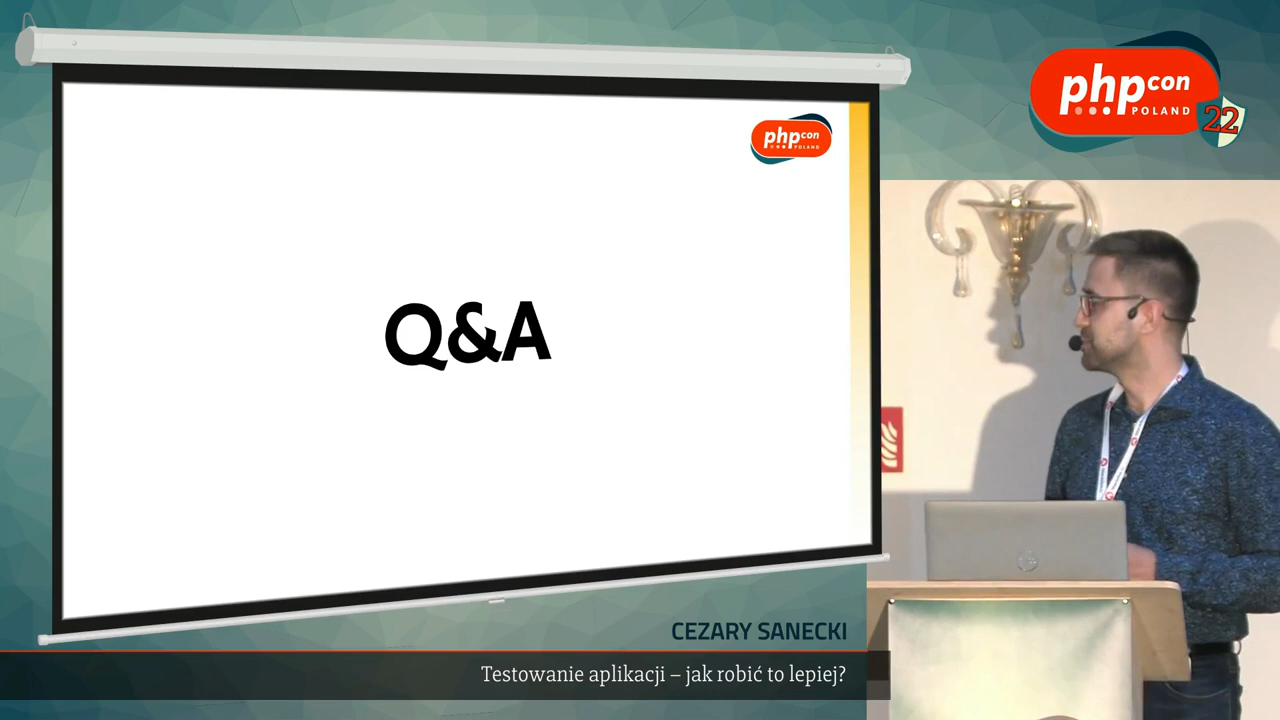 php con
POLAND
22
php con
POLAND
Q&A
CEZARY SANECKI
Testowanie aplikacji – jak robić to lepiej?